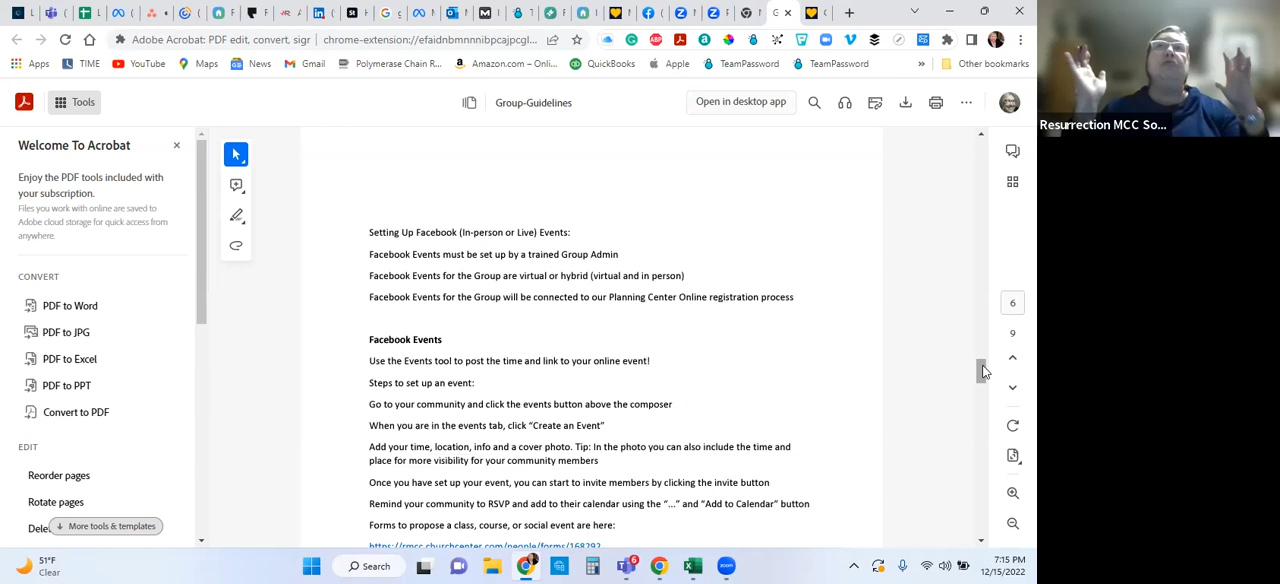 Adobe Acrobat: PDF edit, convert, sigr
chrome-extension://efaidnbmnnnibpcajpcgl...
Apps
TIME
YouTube
Maps
News
Gmail
Polymerase Chain R...
Amazon.com – Onli...
QuickBooks
Apple
TeamPassword
TeamPassword
»
Other bookmarks
Tools
Group-Guidelines
Open in desktop app
Resurrection MCC So...
Welcome To Acrobat
Enjoy the PDF tools included with
your subscription.
Files you work with online are saved to
Adobe cloud storage for quick access from
anywhere.
CONVERT
PDF to Word
PDF to JPG
PDF to Excel
PDF to PPT
Convert to PDF
EDIT
Reorder pages
Rotate pages
More tools & templates
Setting Up Facebook (In-person or Live) Events:
Facebook Events must be set up by a trained Group Admin
Facebook Events for the Group are virtual or hybrid (virtual and in person)
Facebook Events for the Group will be connected to our Planning Center Online registration process
Facebook Events
Use the Events tool to post the time and link to your online event!
Steps to set up an event:
Go to your community and click the events button above the composer
When you are in the events tab, click “Create an Event”
Add your time, location, info and a cover photo. Tip: In the photo you can also include the time and
place for more visibility for your community members
Once you have set up your event, you can start to invite members by clicking the invite button
Remind your community to RSVP and add to their calendar using the “...” and “Add to Calendar” button
Forms to propose a class, course, or social event are here:
https://rmcc.churchcenter.com/people/forms/168292
6
9
51°F
Clear
Search
6
7:15 PM
12/15/2022